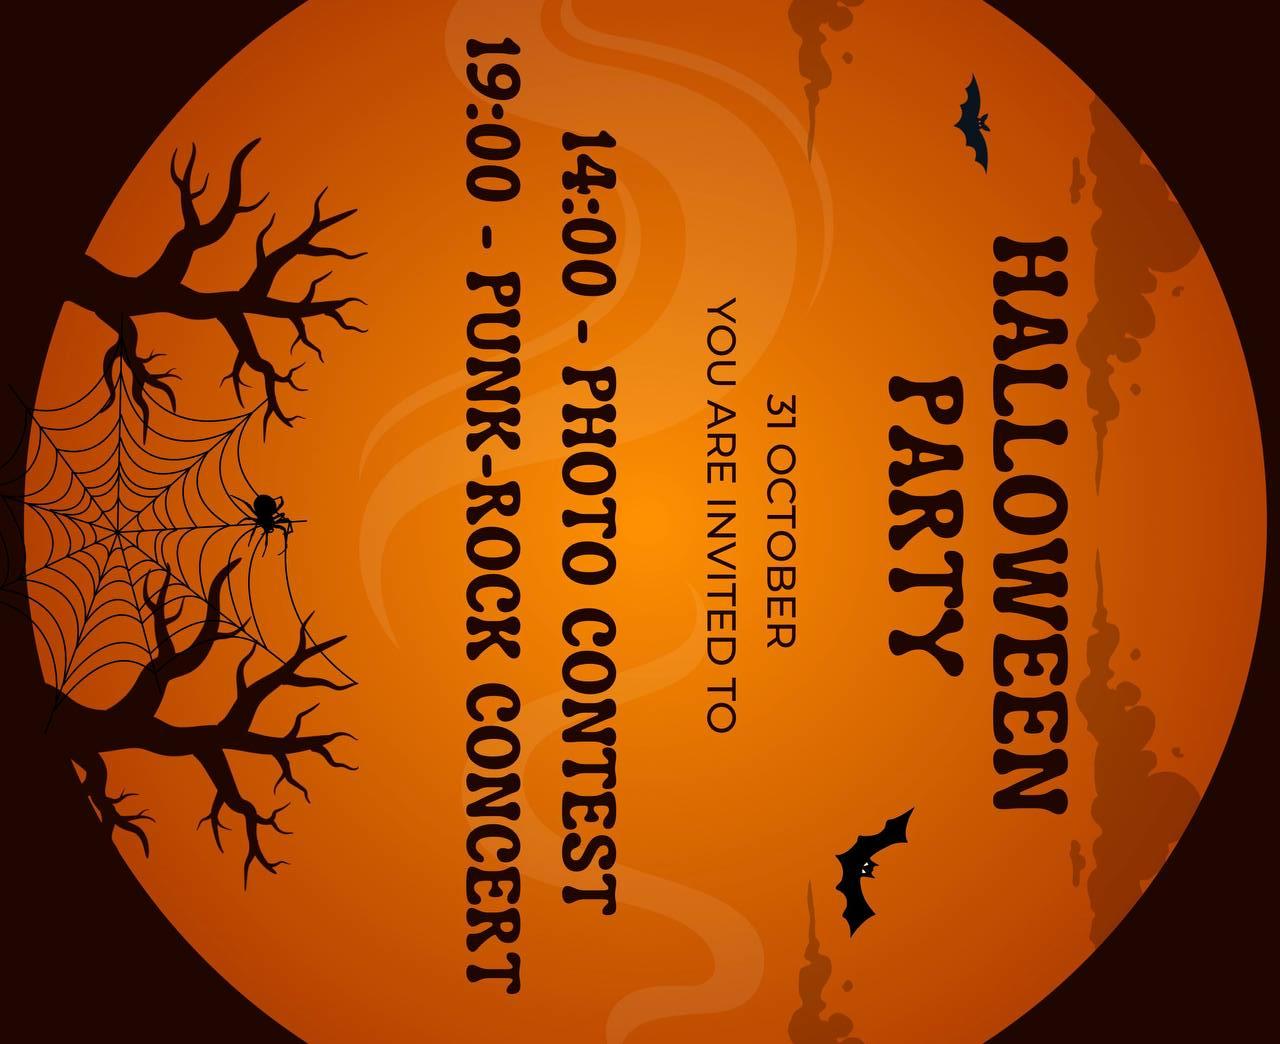 HALLOWEEN
PARTY
31 OCTOBER
YOU ARE INVITED TO
14:00 - PHOTO CONTEST
19:00 - PUNK-ROCK CONCERT